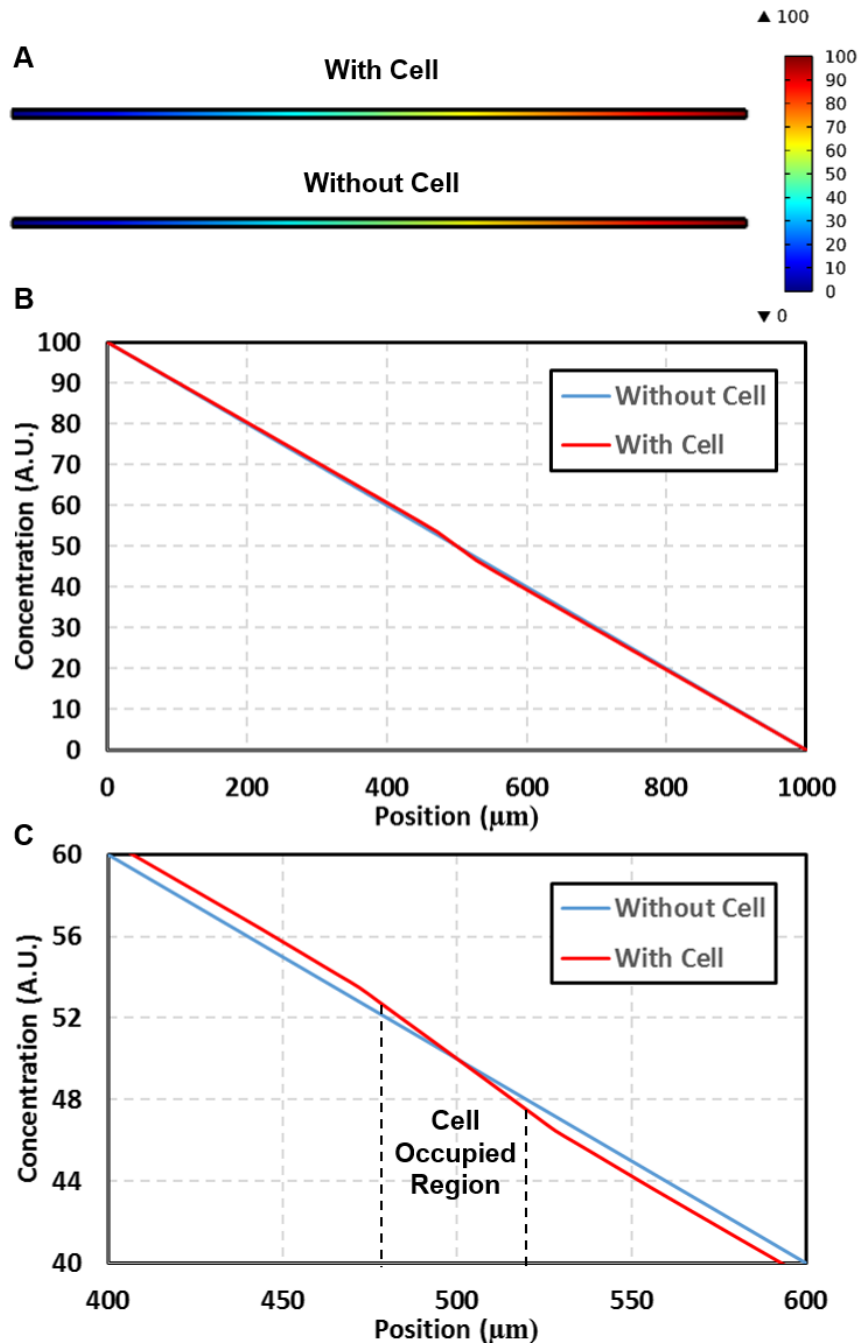 ▲ 100
A
With Cell
100
90
80
70
60
50
40
30
20
10
0
Without Cell
▼ 0
B
100
90
80
70
60
50
40
30
20
10
0
Concentration (A.U.)
Without Cell
With Cell
0 200 400 600 800 1000
Position (µm)
C
60
56
52
48
44
40
Concentration (A.U.)
Without Cell
With Cell
Cell
Occupied
Region
400 450 500 550 600
Position (µm)